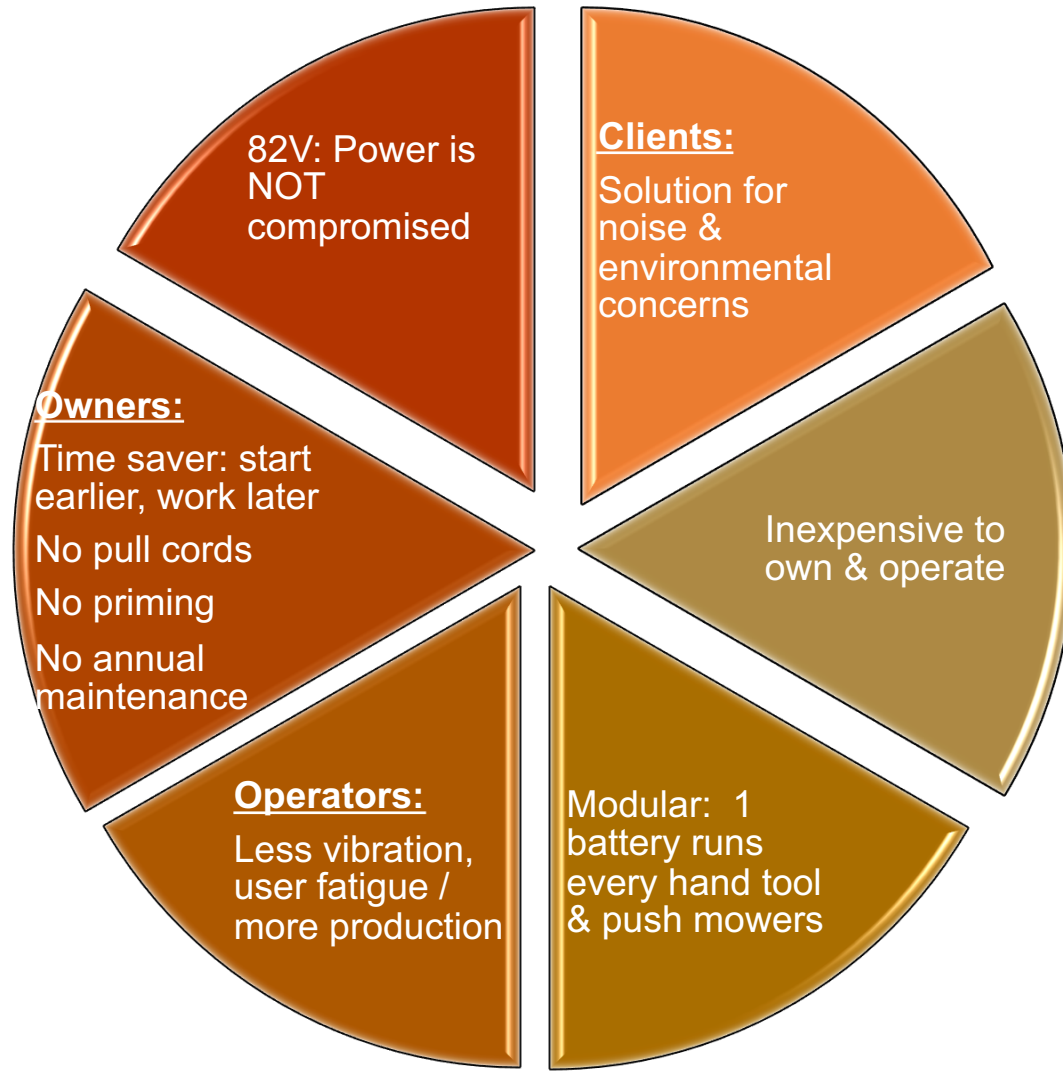 82V: Power is
NOT
compromised
Clients:
Solution for
noise &
environmental
concerns
Owners:
Time saver: start
earlier, work later
No pull cords
No priming
No annual
maintenance
Inexpensive to
own & operate
Operators:
Less vibration,
user fatigue /
more production
Modular:  1
battery runs
every hand tool
& push mowers